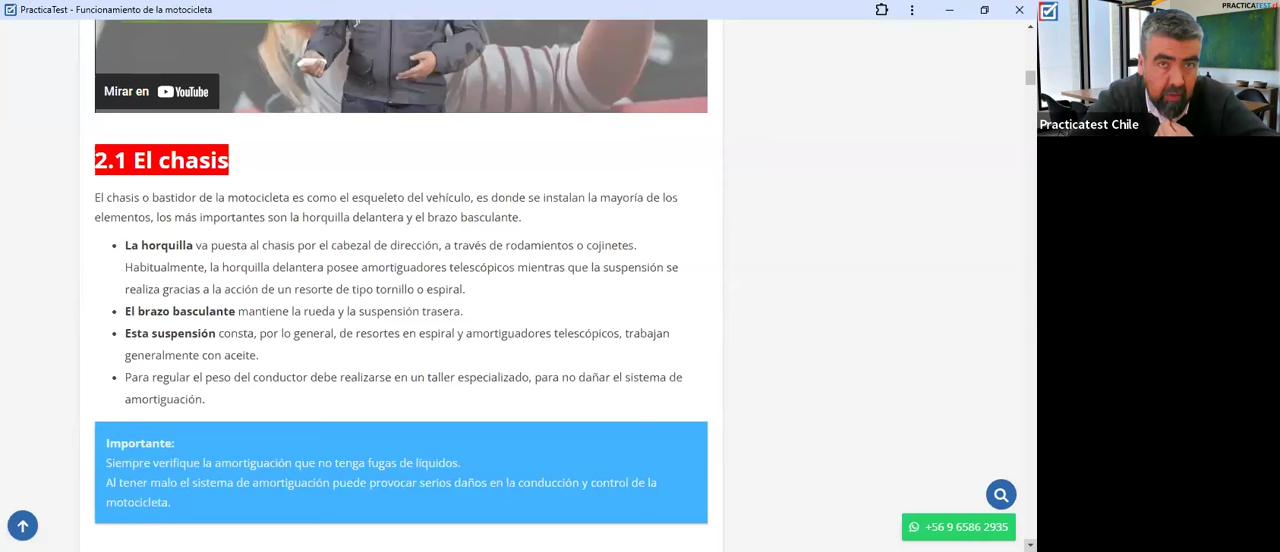 PracticaTest - Funcionamiento de la motocicleta
PRACTICATEST.cl
Mirar en YouTube
Practicatest Chile
2.1 El chasis
El chasis o bastidor de la motocicleta es como el esqueleto del vehículo, es donde se instalan la mayoría de los
elementos, los más importantes son la horquilla delantera y el brazo basculante.
La horquilla va puesta al chasis por el cabezal de dirección, a través de rodamientos o cojinetes.
Habitualmente, la horquilla delantera posee amortiguadores telescópicos mientras que la suspensión se
realiza gracias a la acción de un resorte de tipo tornillo o espiral.
El brazo basculante mantiene la rueda y la suspensión trasera.
Esta suspensión consta, por lo general, de resortes en espiral y amortiguadores telescópicos, trabajan
generalmente con aceite.
Para regular el peso del conductor debe realizarse en un taller especializado, para no dañar el sistema de
amortiguación.
Importante:
Siempre verifique la amortiguación que no tenga fugas de líquidos.
Al tener malo el sistema de amortiguación puede provocar serios daños en la conducción y control de la
motocicleta.
+56 9 6586 2935